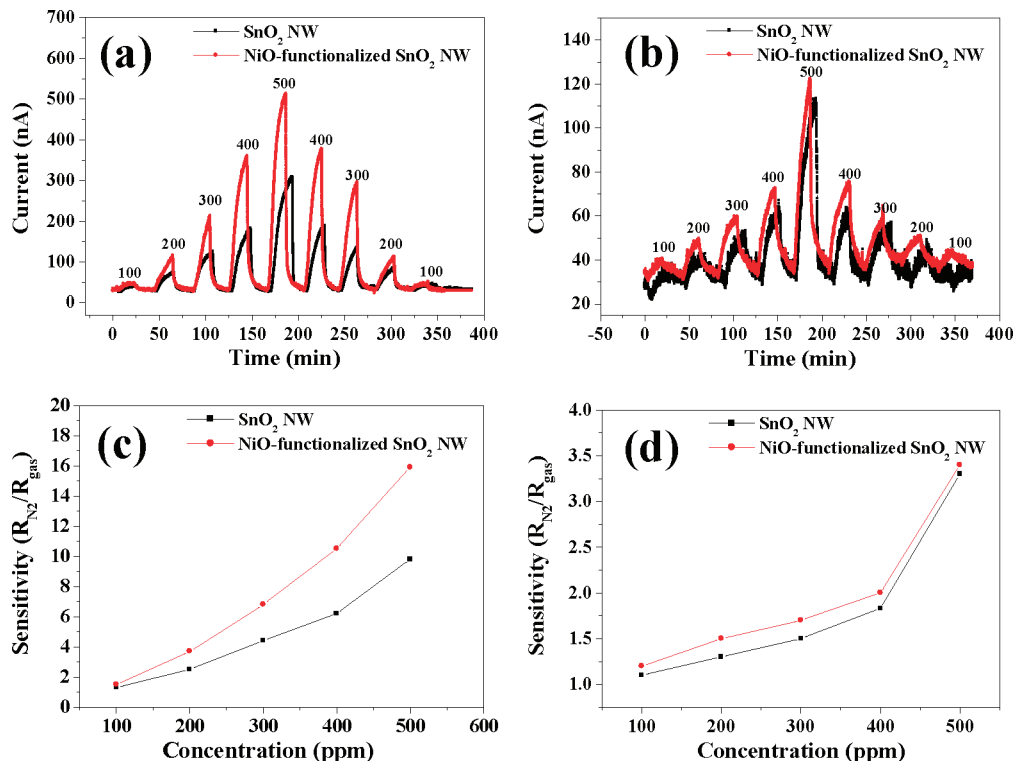 (a)
SnO2 NW
NiO-functionalized SnO2 NW
700
600
500
400
300
200
100
0
Current (nA)
100
200
300
400
500
400
300
200
100
0 50 100 150 200 250 300 350 400
Time (min)
(b)
SnO2 NW
NiO-functionalized SnO2 NW
140
120
100
80
60
40
20
Current (nA)
100
200
300
400
500
400
300
200
100
-50 0 50 100 150 200 250 300 350 400
Time (min)
(c)
SnO2 NW
NiO-functionalized SnO2 NW
20
18
16
14
12
10
8
6
4
2
0
Sensitivity (RN2/Rgas)
100 200 300 400 500 600
Concentration (ppm)
(d)
SnO2 NW
NiO-functionalized SnO2 NW
4.0
3.5
3.0
2.5
2.0
1.5
1.0
Sensitivity (RN2/Rgas)
100 200 300 400 500
Concentration (ppm)